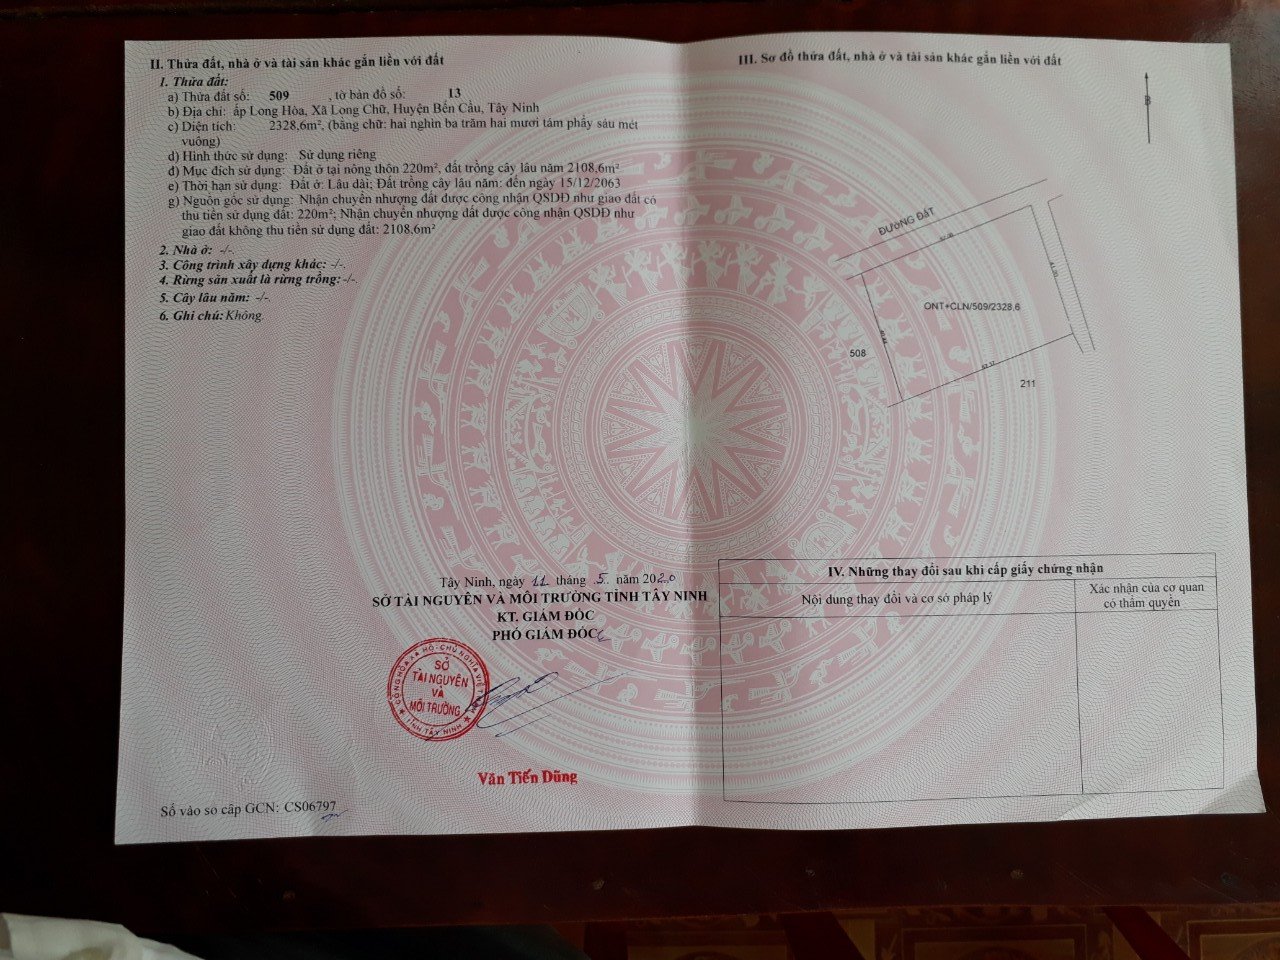 II. Thửa đất, nhà ở và tài sản khác gắn liền với đất
1. Thửa đất:
a) Thửa đất số: 509 , tờ bản đồ số: 13
b) Địa chỉ: ấp Long Hòa, Xã Long Chữ, Huyện Bến Cầu, Tây Ninh
c) Diện tích: 2328,6m², (bằng chữ: hai nghìn ba trăm hai mươi tám phẩy sáu mét
vuông)
d) Hình thức sử dụng: Sử dụng riêng
đ) Mục đích sử dụng: Đất ở tại nông thôn 220m², đất trồng cây lâu năm 2108,6m²
e) Thời hạn sử dụng: Đất ở: Lâu dài; Đất trồng cây lâu năm: đến ngày 15/12/2063
g) Nguồn gốc sử dụng: Nhận chuyển nhượng đất được công nhận QSDĐ như giao đất có
thu tiền sử dụng đất: 220m²; Nhận chuyển nhượng đất được công nhận QSDĐ như
giao đất không thu tiền sử dụng đất: 2108,6m²
2. Nhà ở: -/-.
3. Công trình xây dựng khác: -/-.
4. Rừng sản xuất là rừng trồng: -/-.
5. Cây lâu năm: -/-.
6. Ghi chú: Không.
Tây Ninh, ngày 11 tháng 5 năm 2020
SỞ TÀI NGUYÊN VÀ MÔI TRƯỜNG TỈNH TÂY NINH
KT. GIÁM ĐỐC
PHÓ GIÁM ĐỐC
CỘNG HÒA XÃ HỘI CHỦ NGHĨA VIỆT
SỞ
TÀI NGUYÊN
VÀ
MÔI TRƯỜNG
TỈNH TÂY NINH
Văn Tiến Dũng
Số vào sổ cấp GCN: CS06797
III. Sơ đồ thửa đất, nhà ở và tài sản khác gắn liền với đất
B
ĐƯỜNG ĐẤT
ONT+CLN/509/2328.6
508
211
IV. Những thay đổi sau khi cấp giấy chứng nhận
Nội dung thay đổi và cơ sở pháp lý
Xác nhận của cơ quan
có thẩm quyền